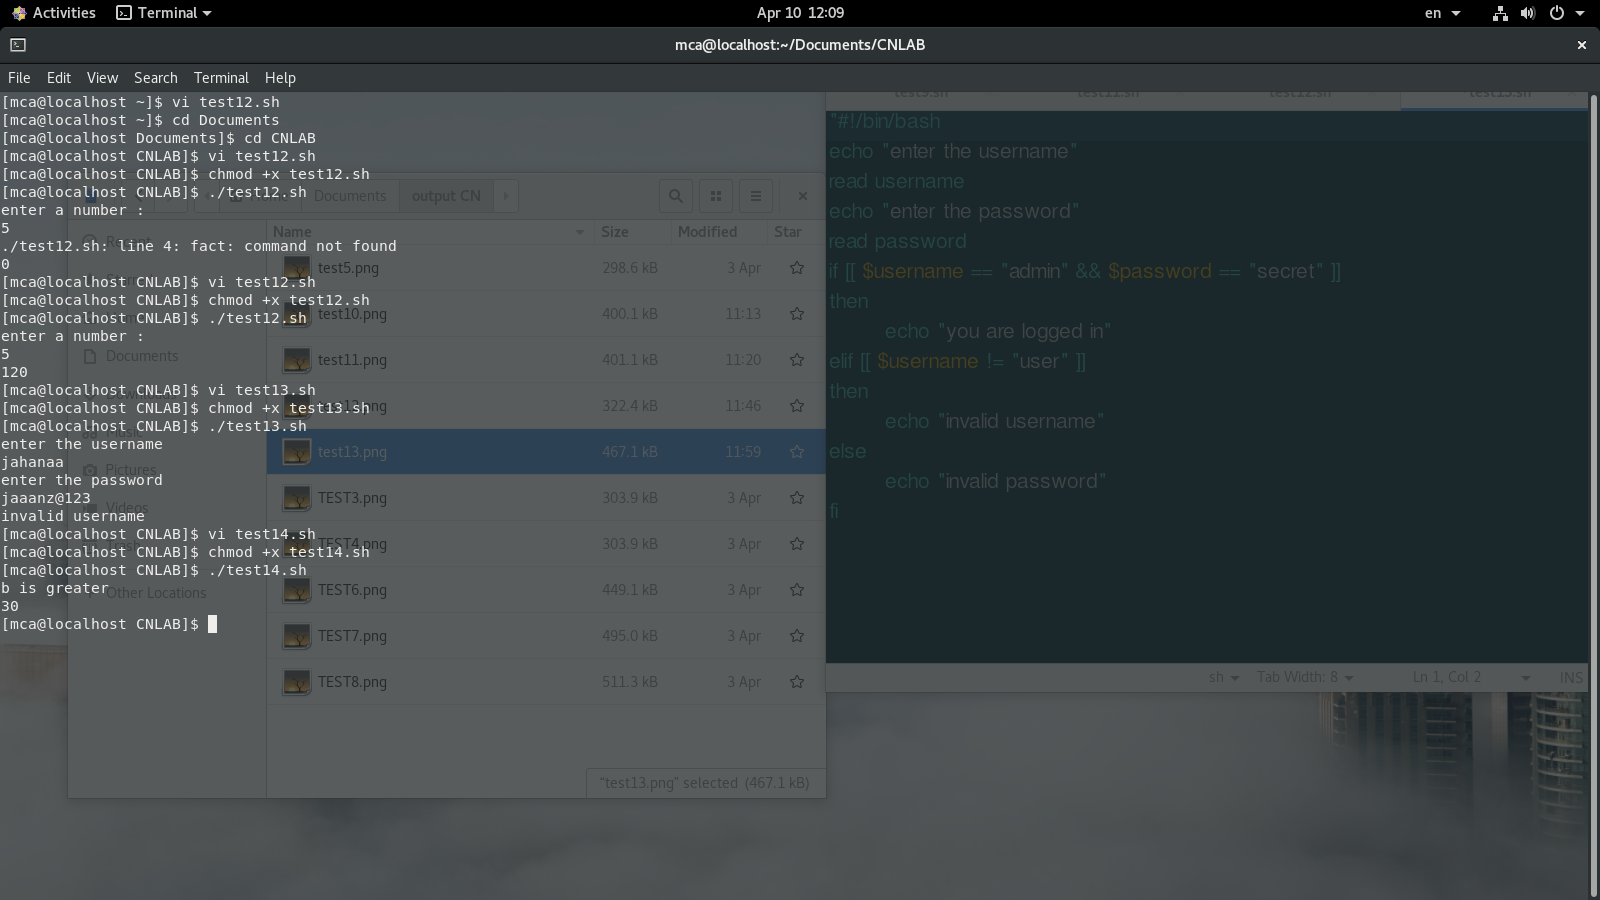 Activities Terminal Apr 10 12:09 en
mca@localhost:~/Documents/CNLAB
File Edit View Search Terminal Help
[mca@localhost ~]$ vi test12.sh
[mca@localhost ~]$ cd Documents
[mca@localhost Documents]$ cd CNLAB
[mca@localhost CNLAB]$ vi test12.sh
[mca@localhost CNLAB]$ chmod +x test12.sh
[mca@localhost CNLAB]$ ./test12.sh
enter a number :
5
./test12.sh: line 4: fact: command not found
0
[mca@localhost CNLAB]$ vi test12.sh
[mca@localhost CNLAB]$ chmod +x test12.sh
[mca@localhost CNLAB]$ ./test12.sh
enter a number :
5
120
[mca@localhost CNLAB]$ vi test13.sh
[mca@localhost CNLAB]$ chmod +x test13.sh
[mca@localhost CNLAB]$ ./test13.sh
enter the username
jahanaa
enter the password
jaaanz@123
invalid username
[mca@localhost CNLAB]$ vi test14.sh
[mca@localhost CNLAB]$ chmod +x test14.sh
[mca@localhost CNLAB]$ ./test14.sh
b is greater
30
[mca@localhost CNLAB]$
Documents output CN
Name Size Modified Star
test5.png 298.6 kB 3 Apr
test10.png 400.1 kB 11:13
test11.png 401.1 kB 11:20
322.4 kB 11:46
test13.png 467.1 kB 11:59
TEST3.png 303.9 kB 3 Apr
TEST4.png 303.9 kB 3 Apr
TEST6.png 449.1 kB 3 Apr
TEST7.png 495.0 kB 3 Apr
TEST8.png 511.3 kB 3 Apr
Documents
Pictures
Videos
Trash
Other Locations
"test13.png" selected (467.1 kB)
"#!/bin/bash
echo "enter the username"
read username
echo "enter the password"
read password
if [[ $username == "admin" && $password == "secret" ]]
then
echo "you are logged in"
elif [[ $username != "user" ]]
then
echo "invalid username"
else
echo "invalid password"
fi
sh Tab Width: 8 Ln 1, Col 2 INS